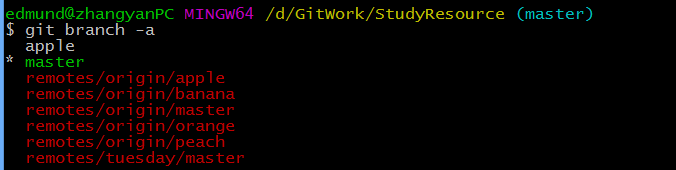 edmund@zhangyanPC MINGW64 /d/GitWork/StudyResource (master)
$ git branch -a
  apple
* master
  remotes/origin/apple
  remotes/origin/banana
  remotes/origin/master
  remotes/origin/orange
  remotes/origin/peach
  remotes/tuesday/master